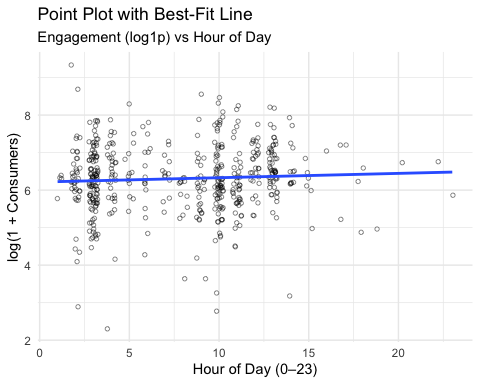 Point Plot with Best-Fit Line
Engagement (log1p) vs Hour of Day
log(1 + Consumers)
8
6
4
2
0
5
10
15
20
Hour of Day (0–23)